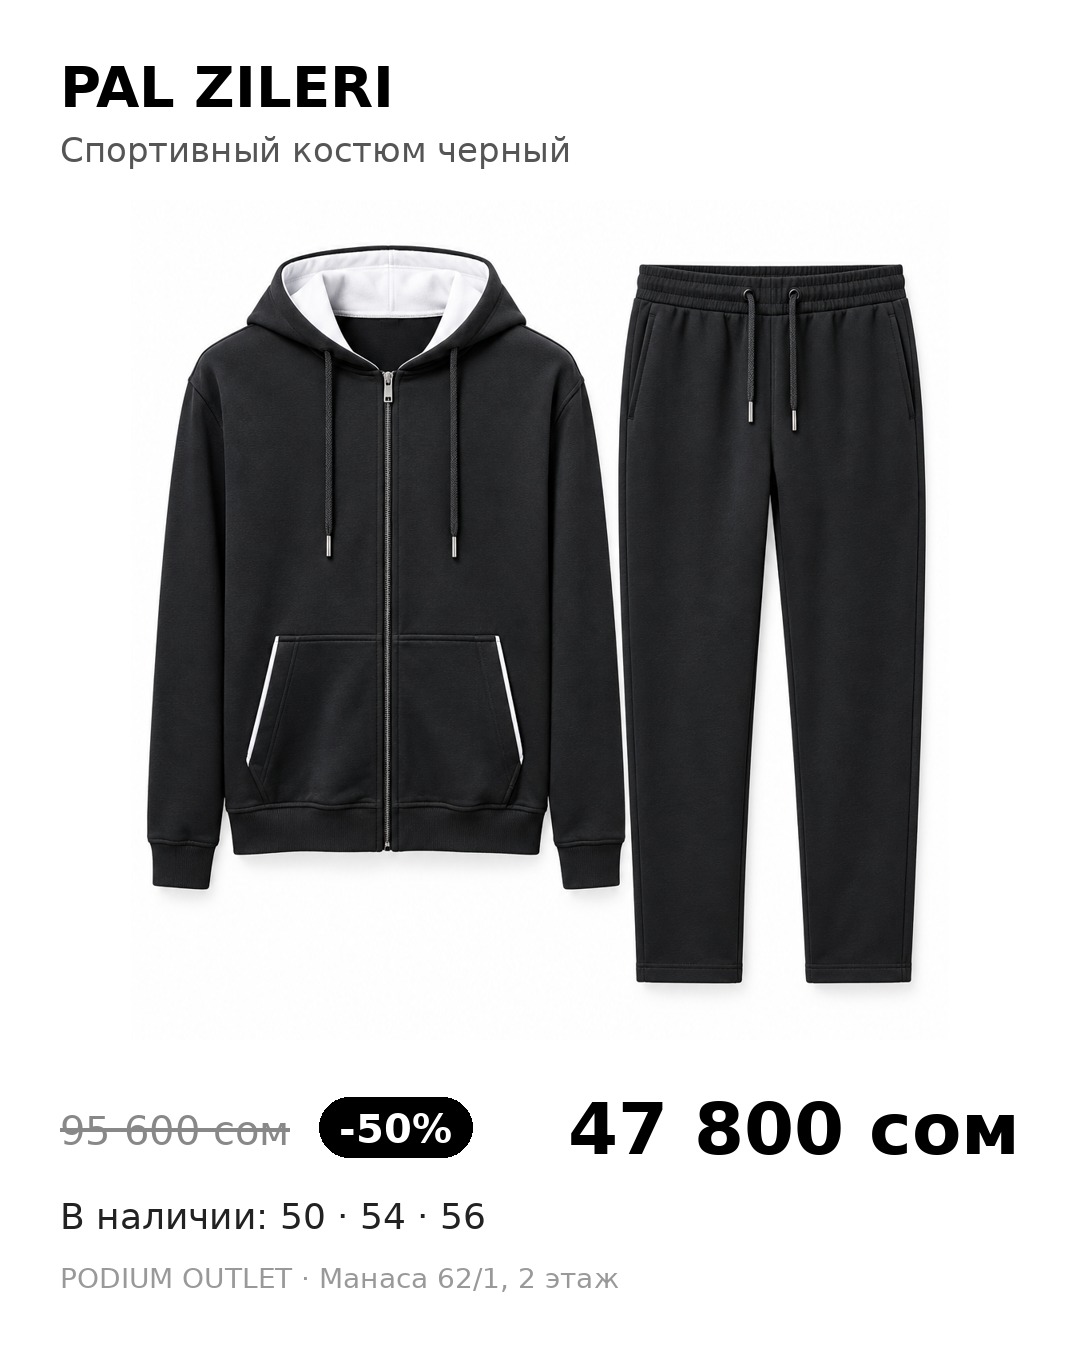 PAL ZILERI
Спортивный костюм черный
95 600 сом -50% 47 800 сом
В наличии: 50 · 54 · 56
PODIUM OUTLET · Манаса 62/1, 2 этаж